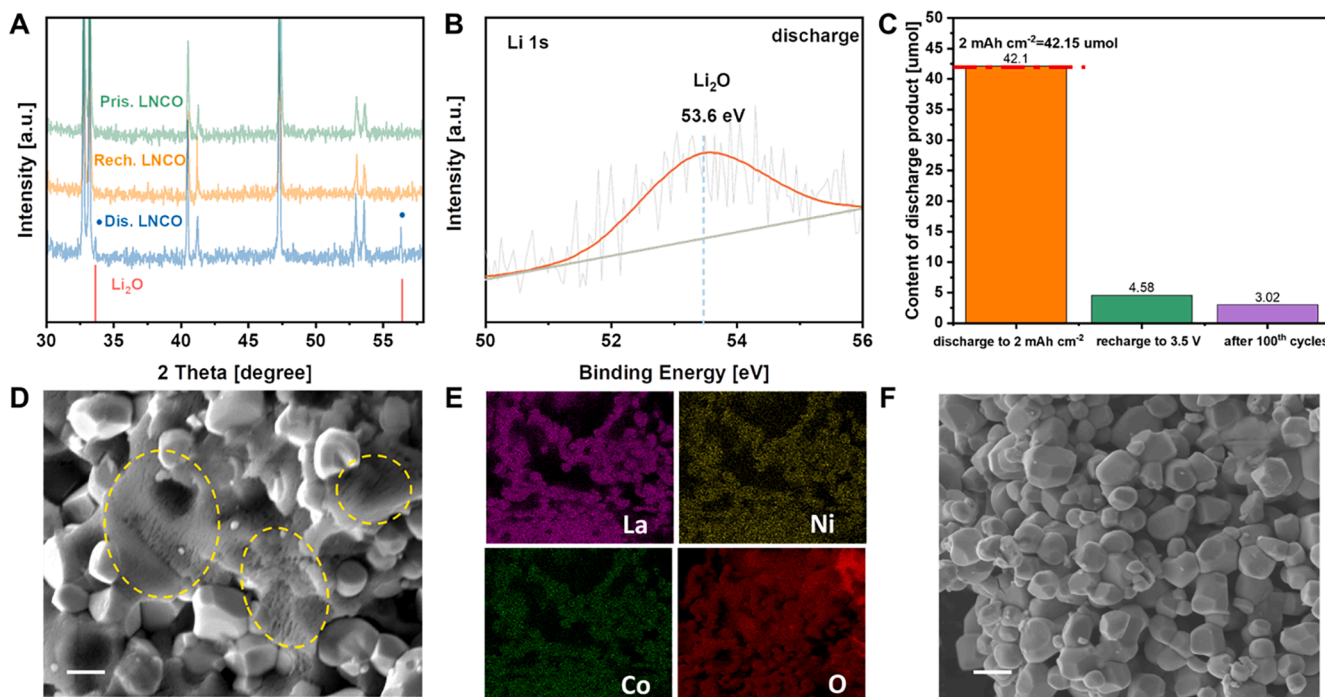 A
Intensity [a.u.]
Pris. LNCO
Rech. LNCO
Dis. LNCO
Li₂O
30 35 40 45 50 55
2 Theta [degree]
B
Intensity [a.u.]
Li 1s
discharge
Li₂O
53.6 eV
50 52 54 56
Binding Energy [eV]
C
Content of discharge product [umol]
50
45
40
35
30
25
20
15
10
5
0
2 mAh cm⁻²=42.15 umol
42.1
4.58
3.02
discharge to 2 mAh cm⁻² recharge to 3.5 V after 100ᵗʰ cycles
D
E
La
Ni
Co
O
F